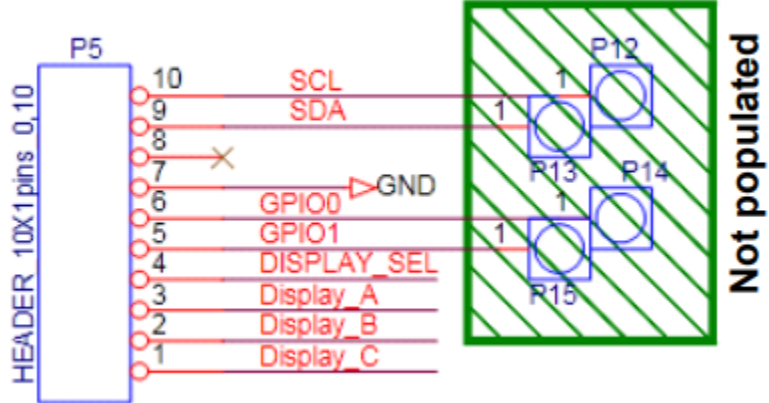 P5
P12
10
SCL
1
9
SDA
1
8
P13
7
GND
P14
6
GPIO0
1
5
GPIO1
1
4
DISPLAY_SEL
P15
3
Display_A
2
Display_B
1
Display_C
HEADER 10X1pins 0,10
Not populated